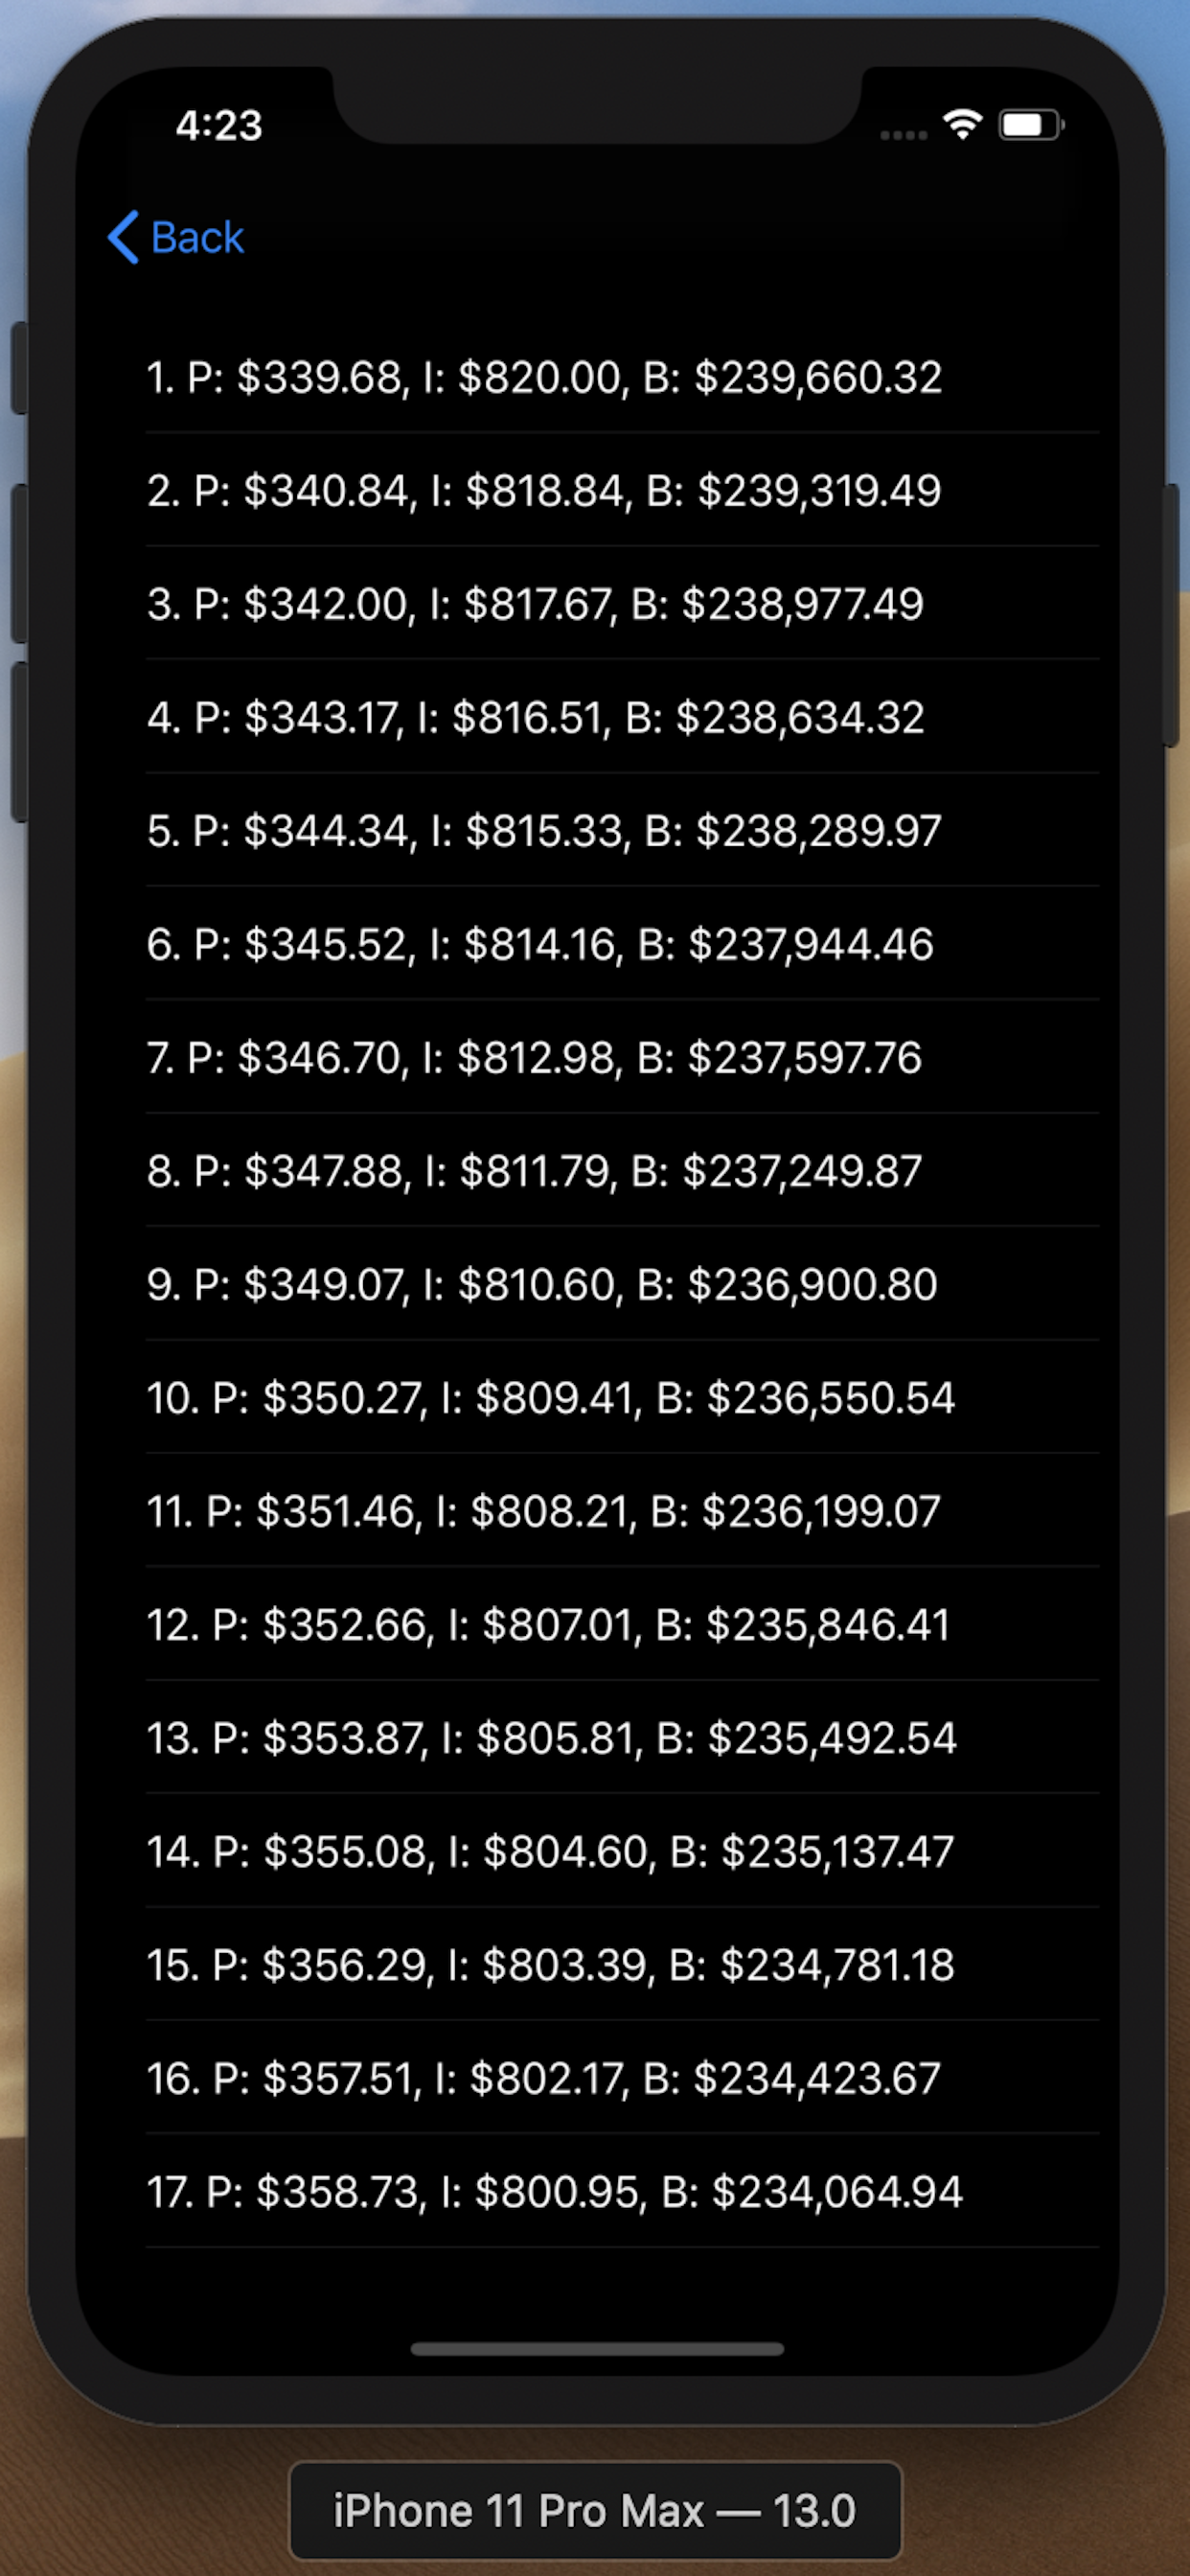 4:23
Back
1. P: $339.68, I: $820.00, B: $239,660.32
2. P: $340.84, I: $818.84, B: $239,319.49
3. P: $342.00, I: $817.67, B: $238,977.49
4. P: $343.17, I: $816.51, B: $238,634.32
5. P: $344.34, I: $815.33, B: $238,289.97
6. P: $345.52, I: $814.16, B: $237,944.46
7. P: $346.70, I: $812.98, B: $237,597.76
8. P: $347.88, I: $811.79, B: $237,249.87
9. P: $349.07, I: $810.60, B: $236,900.80
10. P: $350.27, I: $809.41, B: $236,550.54
11. P: $351.46, I: $808.21, B: $236,199.07
12. P: $352.66, I: $807.01, B: $235,846.41
13. P: $353.87, I: $805.81, B: $235,492.54
14. P: $355.08, I: $804.60, B: $235,137.47
15. P: $356.29, I: $803.39, B: $234,781.18
16. P: $357.51, I: $802.17, B: $234,423.67
17. P: $358.73, I: $800.95, B: $234,064.94
iPhone 11 Pro Max — 13.0